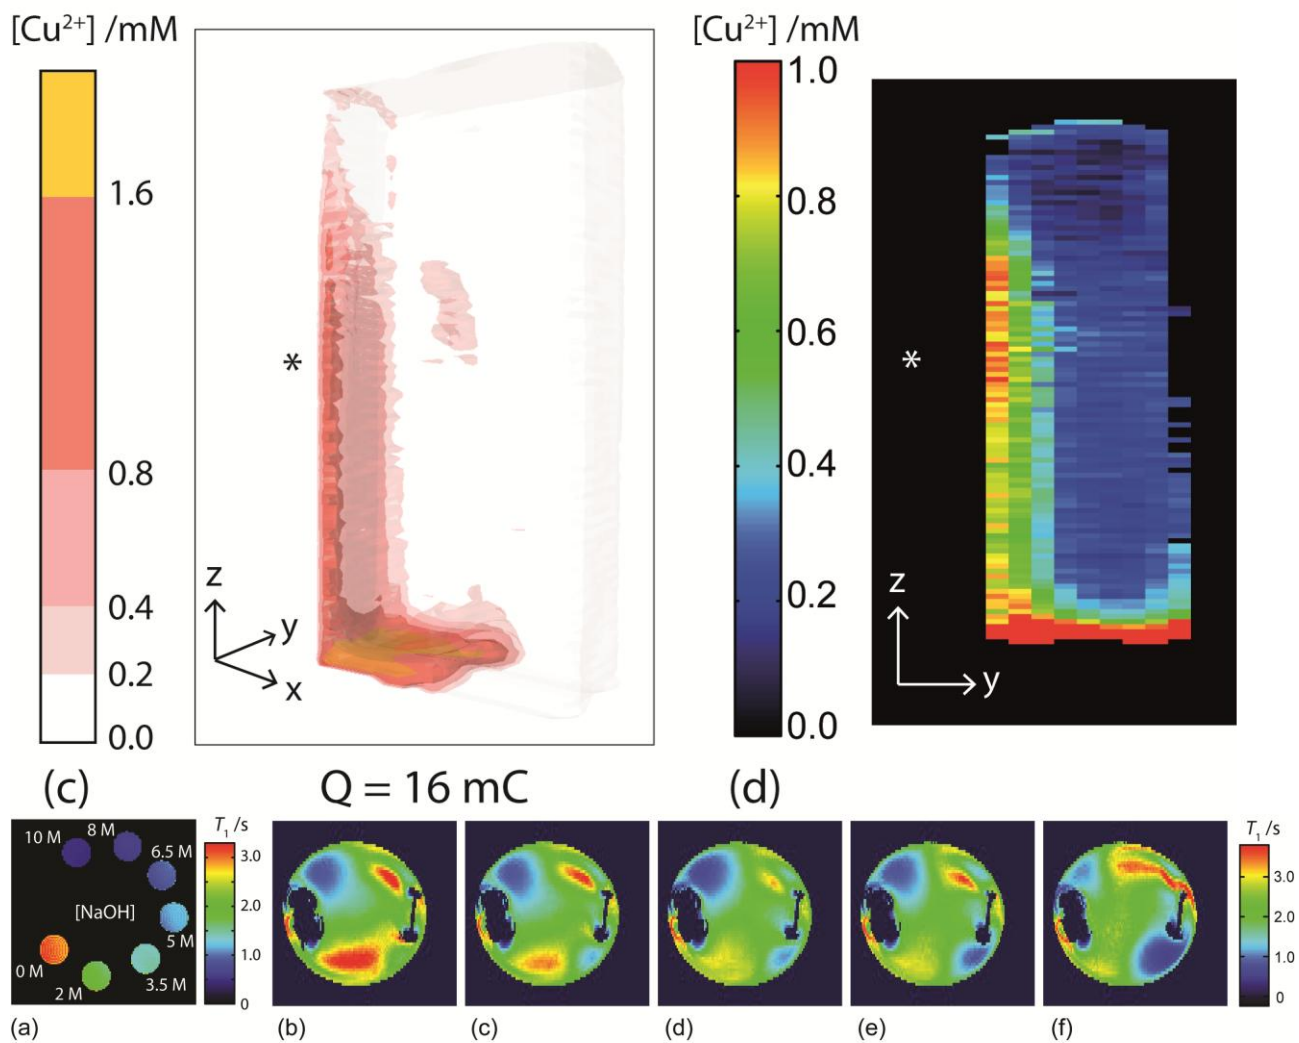 [Cu²⁺] /mM
1.6
0.8
0.4
0.2
0.0
*
z
y
x
[Cu²⁺] /mM
1.0
0.8
0.6
0.4
0.2
0.0
*
z
y
(c)
Q = 16 mC
(d)
10 M
8 M
6.5 M
[NaOH]
5 M
0 M
3.5 M
2 M
T₁ /s
3.0
2.0
1.0
0
T₁ /s
3.0
2.0
1.0
0
(a)
(b)
(c)
(d)
(e)
(f)